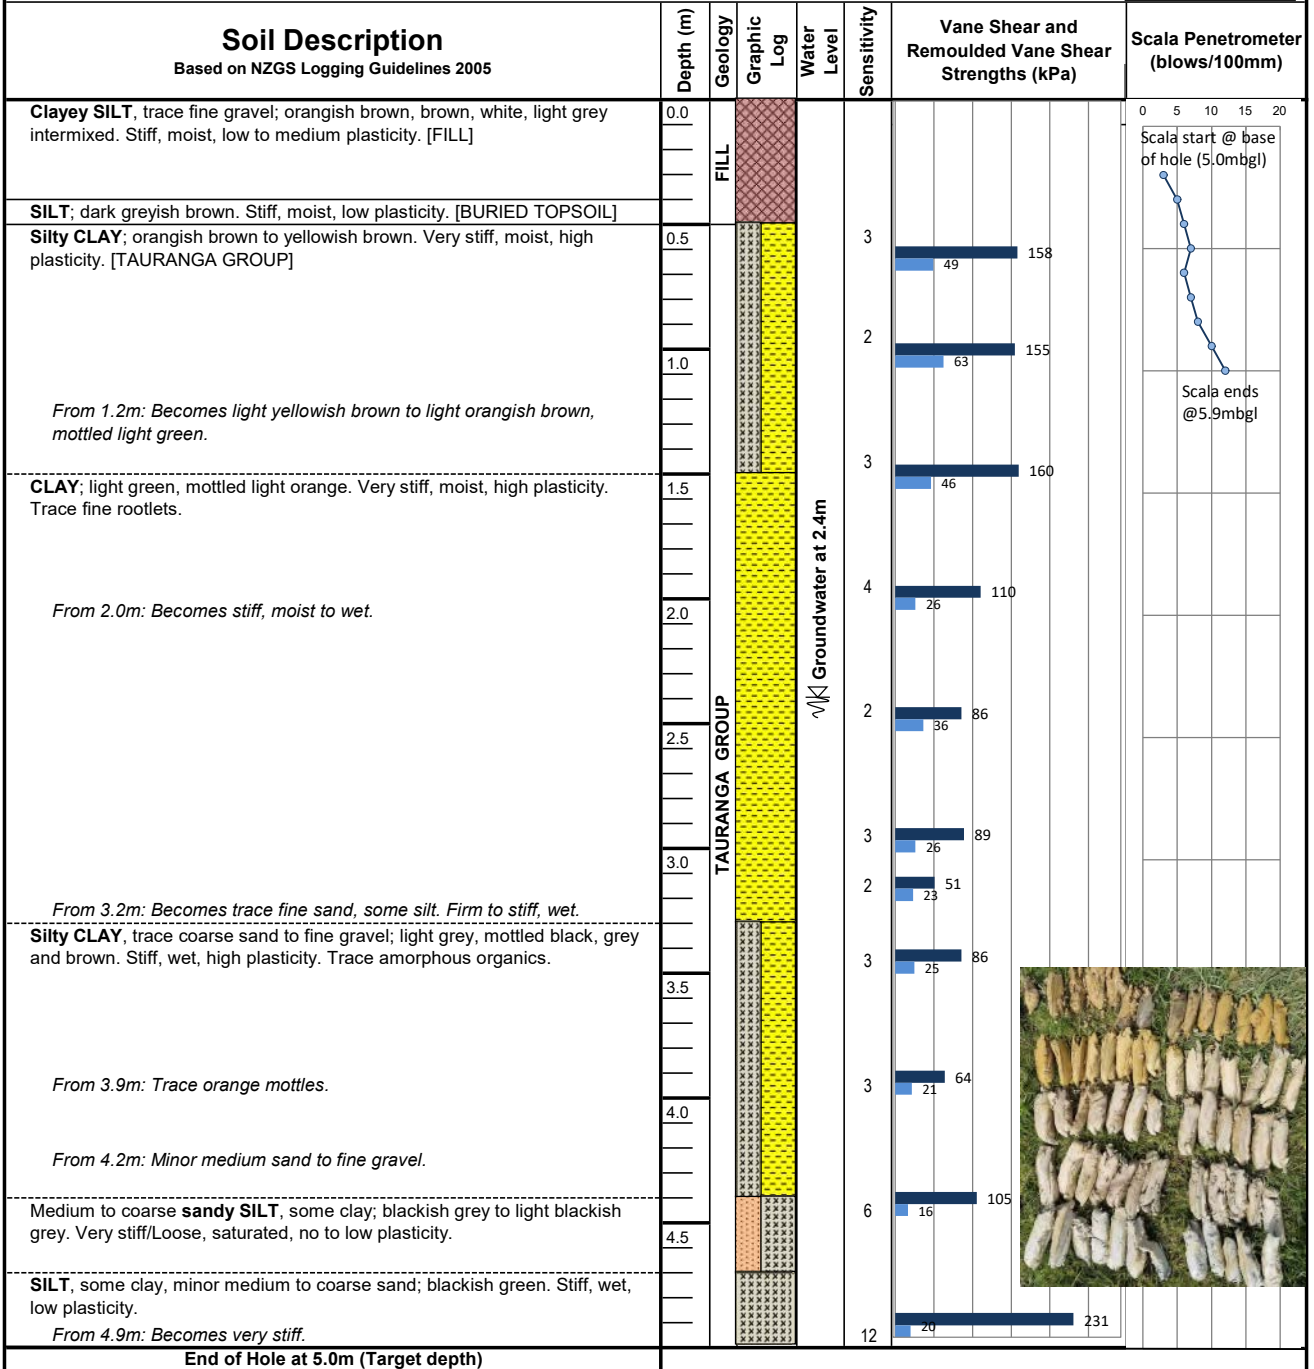 Soil Description
Based on NZGS Logging Guidelines 2005
Depth (m)
Geology
Graphic
Log
Water
Level
Sensitivity
Vane Shear and
Remoulded Vane Shear
Strengths (kPa)
Scala Penetrometer
(blows/100mm)
0 5 10 15 20
Scala start @ base
of hole (5.0mbgl)
Scala ends
@5.9mbgl
Clayey SILT, trace fine gravel; orangish brown, brown, white, light grey
intermixed. Stiff, moist, low to medium plasticity. [FILL]
0.0
FILL
SILT; dark greyish brown. Stiff, moist, low plasticity. [BURIED TOPSOIL]
Silty CLAY; orangish brown to yellowish brown. Very stiff, moist, high
plasticity. [TAURANGA GROUP]
0.5
3
158
49
2
155
63
1.0
From 1.2m: Becomes light yellowish brown to light orangish brown,
mottled light green.
3
160
46
CLAY; light green, mottled light orange. Very stiff, moist, high plasticity.
Trace fine rootlets.
1.5
Groundwater at 2.4m
4
110
26
From 2.0m: Becomes stiff, moist to wet.
2.0
TAURANGA GROUP
2
86
36
2.5
3
89
26
3.0
2
51
23
From 3.2m: Becomes trace fine sand, some silt. Firm to stiff, wet.
Silty CLAY, trace coarse sand to fine gravel; light grey, mottled black, grey
and brown. Stiff, wet, high plasticity. Trace amorphous organics.
3
86
25
3.5
From 3.9m: Trace orange mottles.
3
64
21
4.0
From 4.2m: Minor medium sand to fine gravel.
Medium to coarse sandy SILT, some clay; blackish grey to light blackish
grey. Very stiff/Loose, saturated, no to low plasticity.
6
105
16
4.5
SILT, some clay, minor medium to coarse sand; blackish green. Stiff, wet,
low plasticity.
From 4.9m: Becomes very stiff.
12
231
20
End of Hole at 5.0m (Target depth)